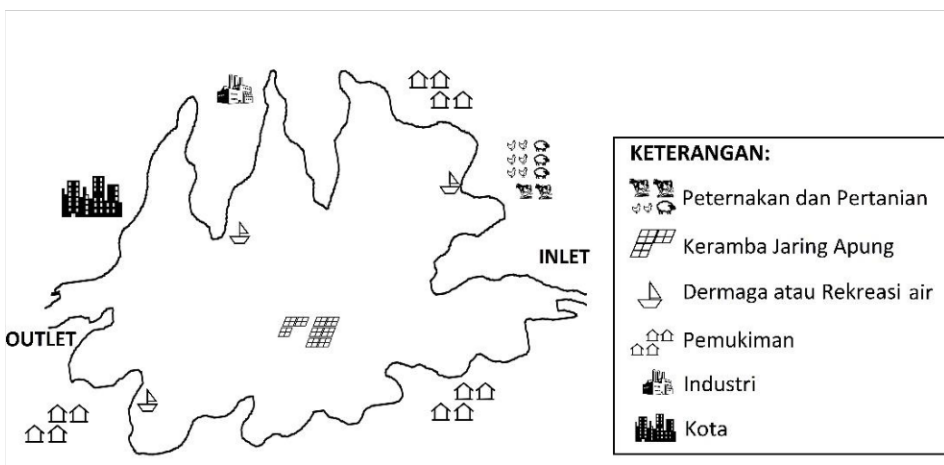 INLET
OUTLET
KETERANGAN:
Peternakan dan Pertanian
Keramba Jaring Apung
Dermaga atau Rekreasi air
Pemukiman
Industri
Kota